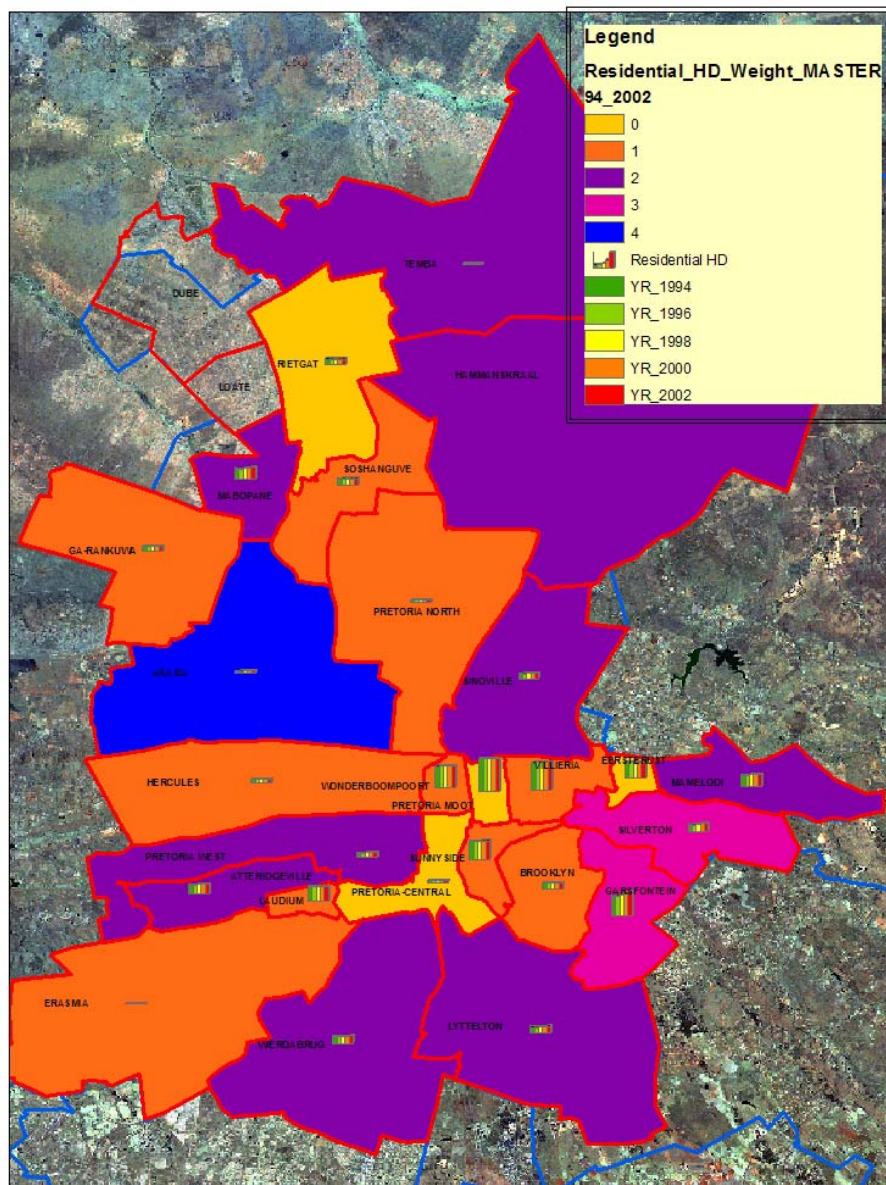 Legend
Residential_HD_Weight_MASTER
94_2002
0
1
2
3
4
Residential HD
YR_1994
YR_1996
YR_1998
YR_2000
YR_2002
TEMBA
DUBE
RIETGAT
LOATE
HAMMANSKRAAL
SOSHANGUVE
MABOPANE
GA-RANKUWA
PRETORIA NORTH
SINOVILLE
HERCULES
WONDERBOOMPOORT
VILLIERIA
EERSTERUST
MAMELODI
PRETORIA MOOT
SILVERTON
PRETORIA WEST
SUNNYSIDE
ATTERIDGEVILLE
BROOKLYN
PRETORIA-CENTRAL
GARSFONTEIN
LAUDIUM
ERASMIA
LYTTELTON
WIERDABRUG